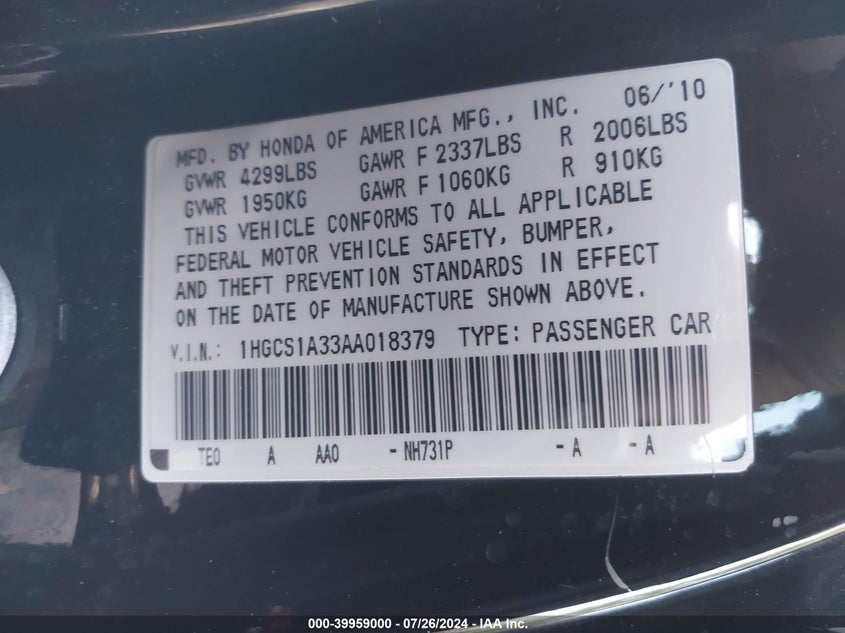 MFD. BY HONDA OF AMERICA MFG., INC. 06/'10
GVWR 4299LBS GAWR F 2337LBS R 2006LBS
GVWR 1950KG GAWR F 1060KG R 910KG
THIS VEHICLE CONFORMS TO ALL APPLICABLE
FEDERAL MOTOR VEHICLE SAFETY, BUMPER,
AND THEFT PREVENTION STANDARDS IN EFFECT
ON THE DATE OF MANUFACTURE SHOWN ABOVE.
V.I.N.: 1HGCS1A33AA018379 TYPE: PASSENGER CAR
TE0 A AA0 -NH731P -A -A
000-39959000 - 07/26/2024 - IAA Inc.